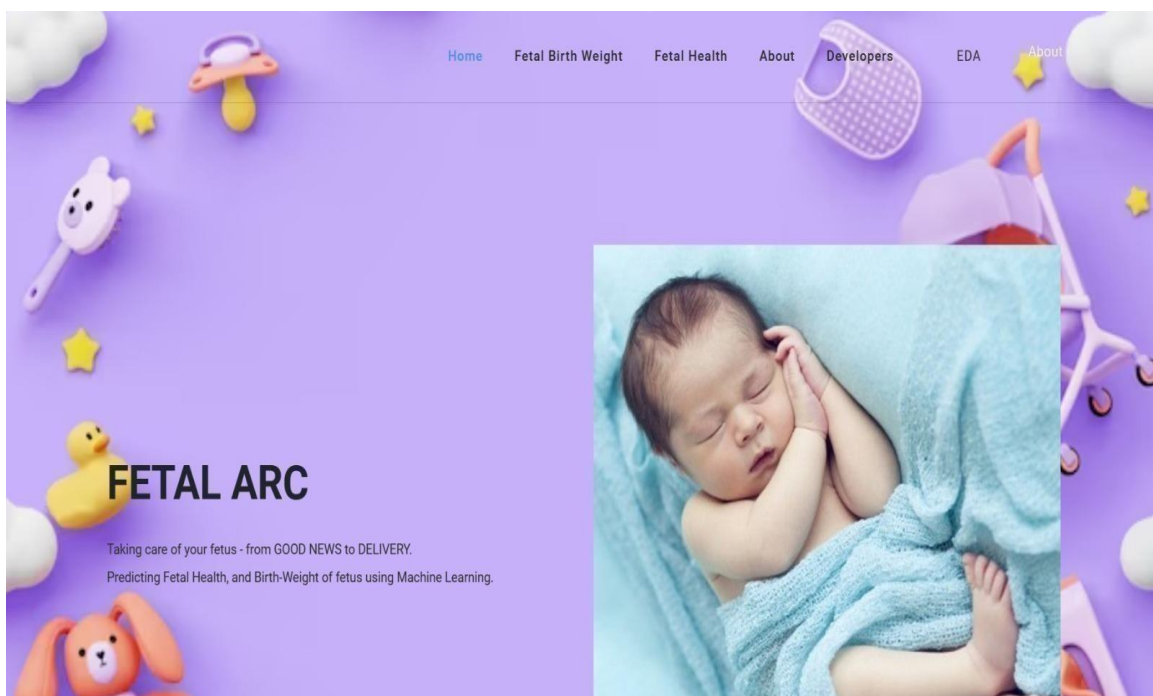 Home Fetal Birth Weight Fetal Health About Developers EDA About
FETAL ARC
Taking care of your fetus - from GOOD NEWS to DELIVERY.
Predicting Fetal Health, and Birth-Weight of fetus using Machine Learning.